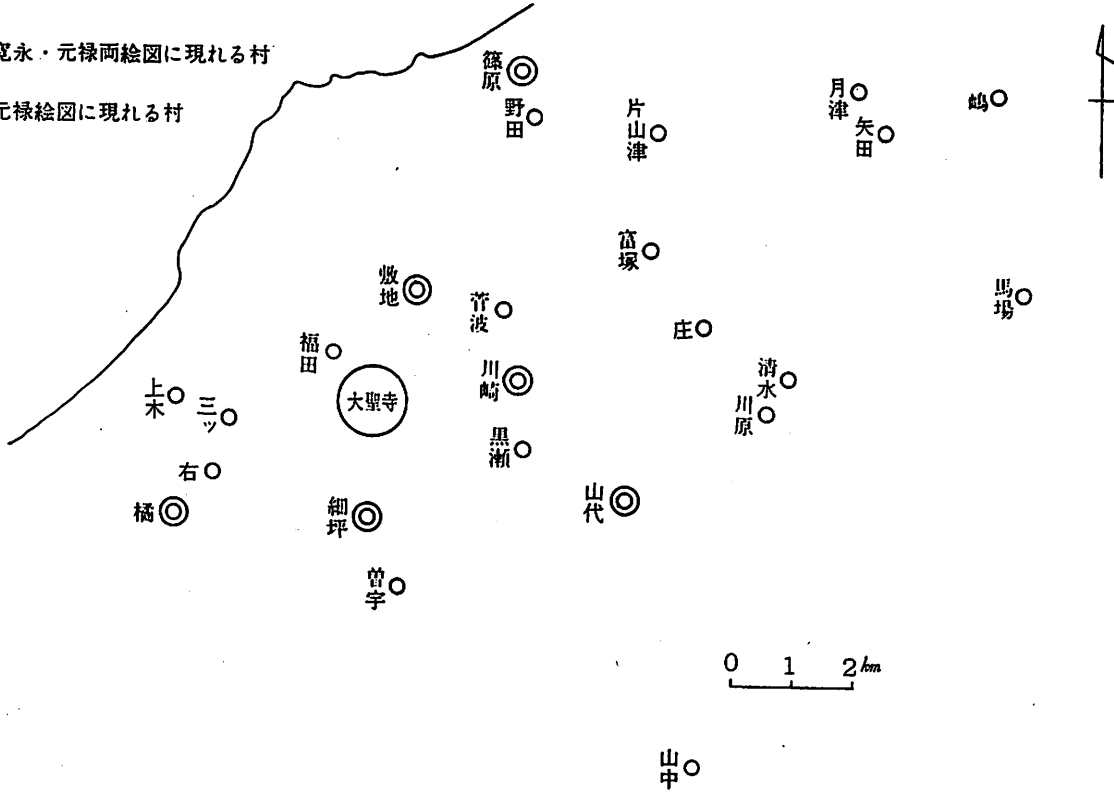 寛永・元禄両絵図に現れる村
元禄絵図に現れる村
篠原
野田
片山津
月津
矢田
嶋
富塚
馬場
敷地
菅波
庄
福田
川崎
清水
川原
大聖寺
上木
三ッ
黒瀬
右
橘
細坪
山代
曽宇
0 1 2km
山中